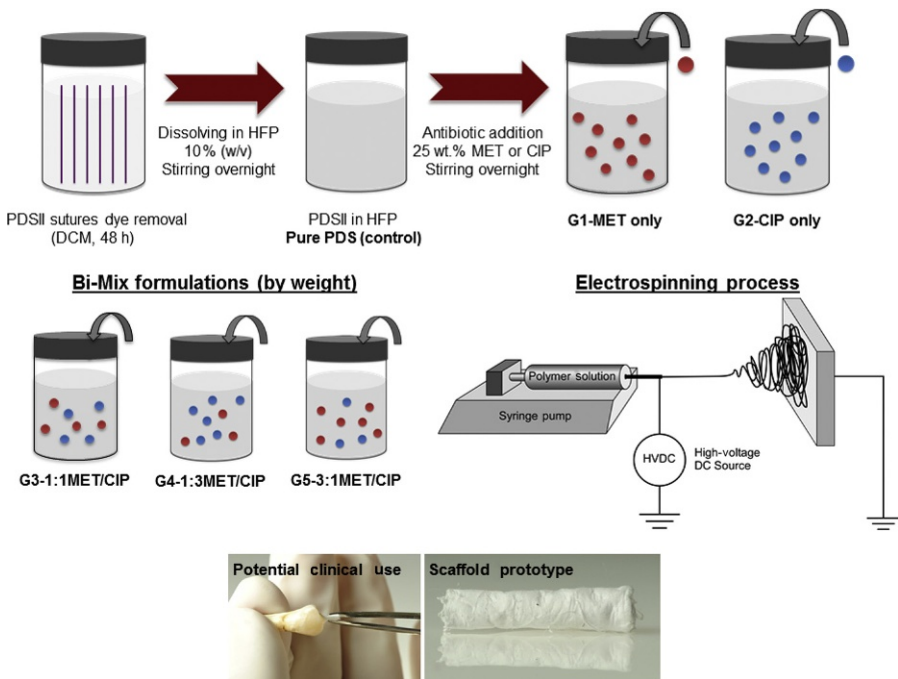 Dissolving in HFP
10% (w/v)
Stirring overnight
Antibiotic addition
25 wt.% MET or CIP
Stirring overnight
PDSII sutures dye removal
(DCM, 48 h)
PDSII in HFP
Pure PDS (control)
G1-MET only
G2-CIP only
Bi-Mix formulations (by weight)
G3-1:1MET/CIP
G4-1:3MET/CIP
G5-3:1MET/CIP
Electrospinning process
Polymer solution
Syringe pump
HVDC
High-voltage
DC Source
Potential clinical use
Scaffold prototype